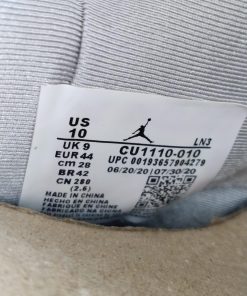 US
10
UK 9
EUR 44
cm 28
BR 42
CN 280
(2.5)
LN3
CU1110-010
UPC 00193657904279
06/20/20 | 07/30/20
MADE IN CHINA
HECHO EN CHINA
FABRICADO NA CHINA
FABRIQUÉ EN CHINE